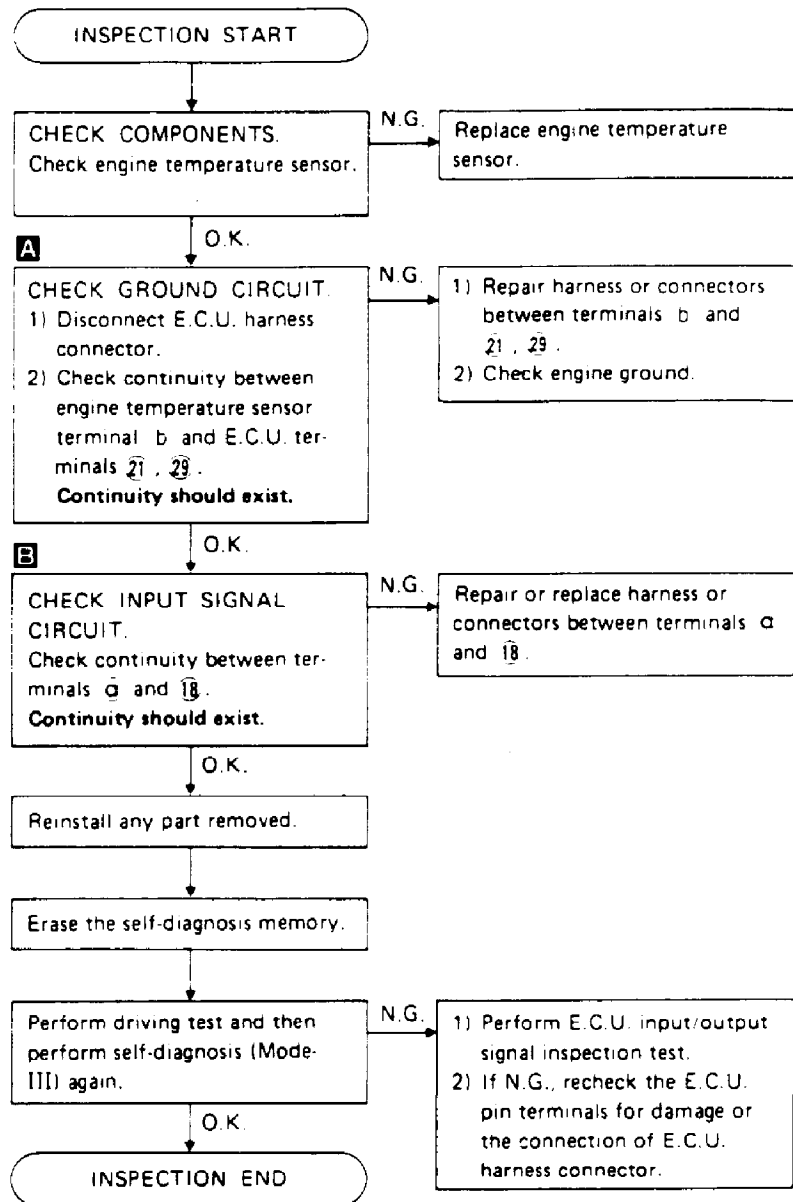 INSPECTION START
CHECK COMPONENTS.
Check engine temperature sensor.
N.G.
Replace engine temperature
sensor.
O.K.
A
CHECK GROUND CIRCUIT.
1) Disconnect E.C.U. harness
connector.
2) Check continuity between
engine temperature sensor
terminal b and E.C.U. ter-
minals 21 , 29 .
Continuity should exist.
N.G.
1) Repair harness or connectors
between terminals b and
21 , 29 .
2) Check engine ground.
O.K.
B
CHECK INPUT SIGNAL
CIRCUIT.
Check continuity between ter-
minals a and 18 .
Continuity should exist.
N.G.
Repair or replace harness or
connectors between terminals a
and 18 .
O.K.
Reinstall any part removed.
Erase the self-diagnosis memory.
Perform driving test and then
perform self-diagnosis (Mode-
III) again.
N.G.
1) Perform E.C.U. input/output
signal inspection test.
2) If N.G., recheck the E.C.U.
pin terminals for damage or
the connection of E.C.U.
harness connector.
O.K.
INSPECTION END